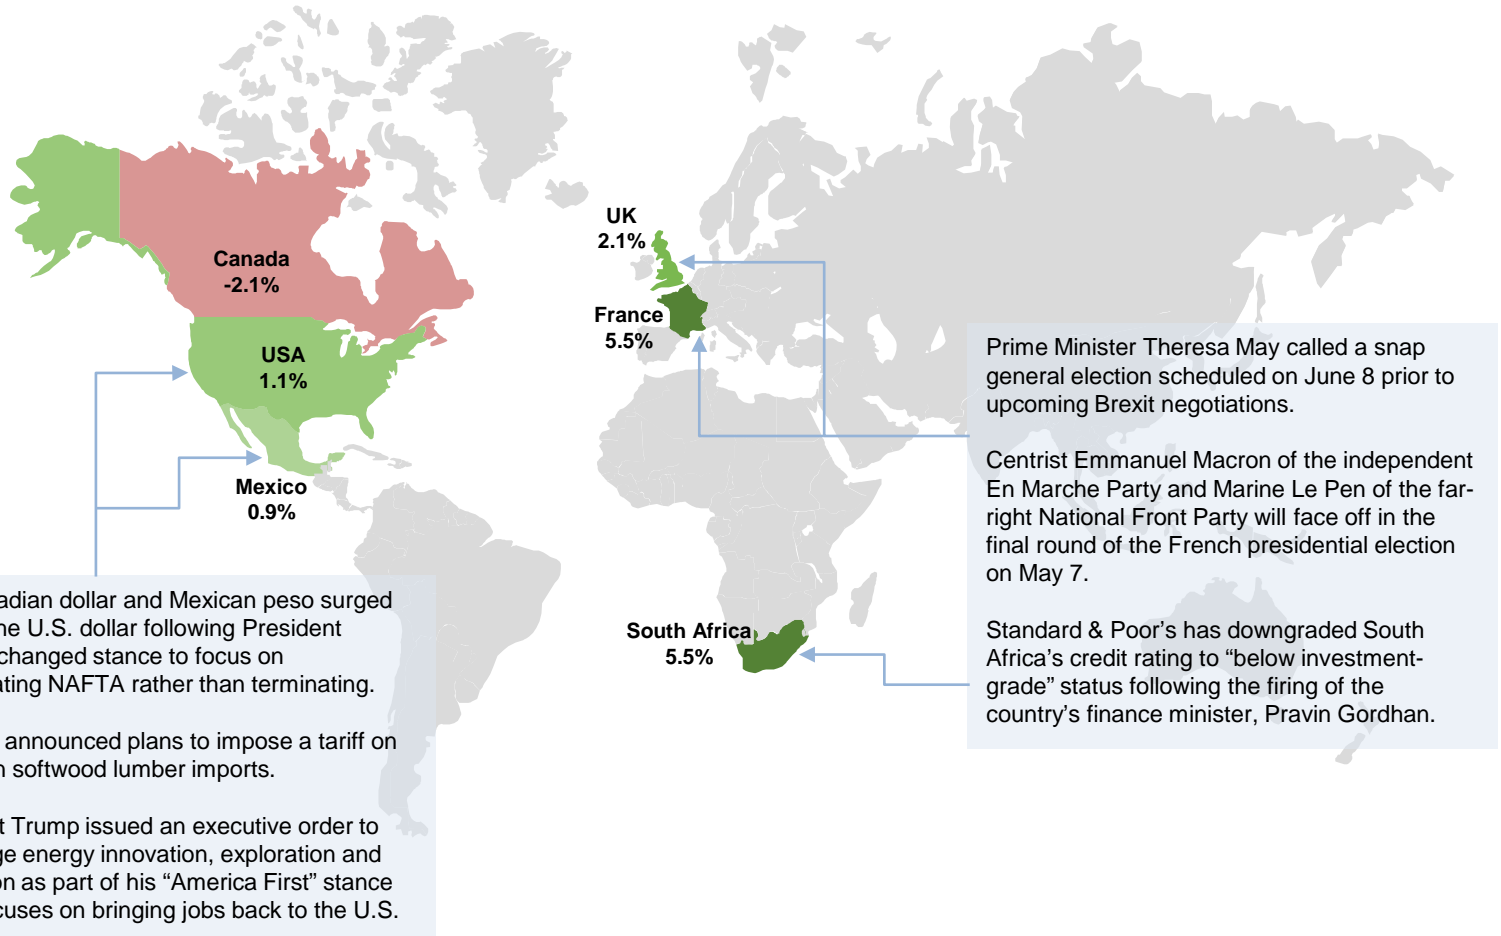 UK
2.1%
Canada
-2.1%
France
5.5%
USA
1.1%
Mexico
0.9%
South Africa
5.5%
Prime Minister Theresa May called a snap
general election scheduled on June 8 prior to
upcoming Brexit negotiations.
Centrist Emmanuel Macron of the independent
En Marche Party and Marine Le Pen of the far-
right National Front Party will face off in the
final round of the French presidential election
on May 7.
Standard & Poor’s has downgraded South
Africa’s credit rating to “below investment-
grade” status following the firing of the
country’s finance minister, Pravin Gordhan.
dollar and Mexican peso surged
U.S. dollar following President
changed stance to focus on
NAFTA rather than terminating.
announced plans to impose a tariff on
softwood lumber imports.
Trump issued an executive order to
energy innovation, exploration and
as part of his “America First” stance
on bringing jobs back to the U.S.